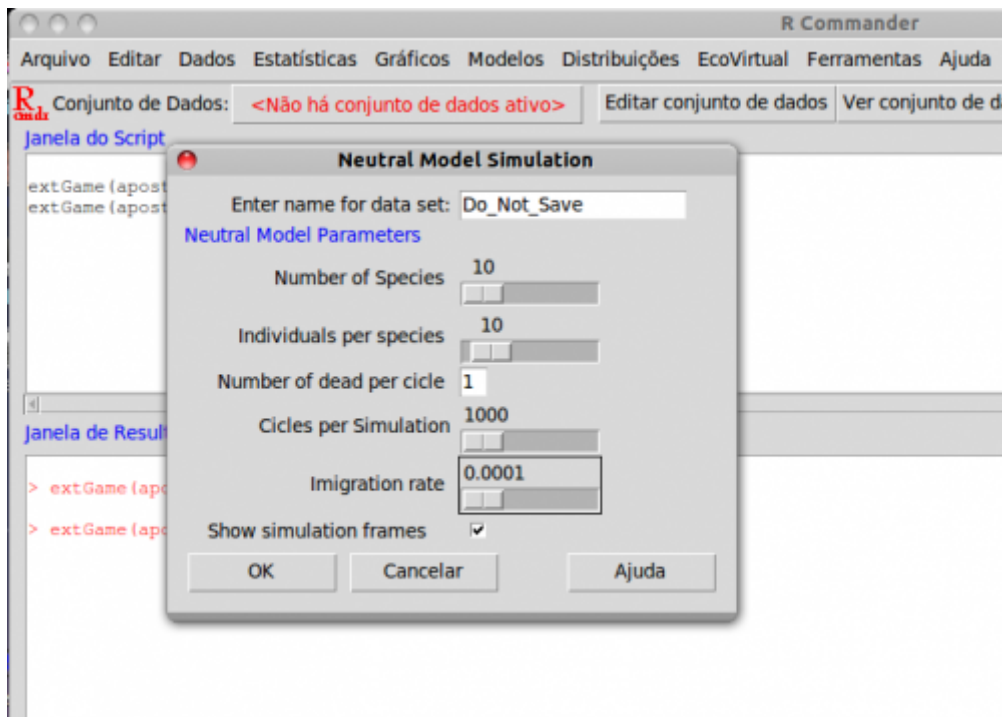 R Commander
Arquivo Editar Dados Estatísticas Gráficos Modelos Distribuições EcoVirtual Ferramentas Ajuda
R cmdr Conjunto de Dados: <Não há conjunto de dados ativo> Editar conjunto de dados Ver conjunto de d
Janela do Script
Neutral Model Simulation
extGame(apost
extGame(apost
Enter name for data set: Do_Not_Save
Neutral Model Parameters
10
Number of Species
10
Individuals per species
Number of dead per cicle 1
1000
Cicles per Simulation
0.0001
Imigration rate
Show simulation frames
OK Cancelar Ajuda
Janela de Result
> extGame(apo
> extGame(apo